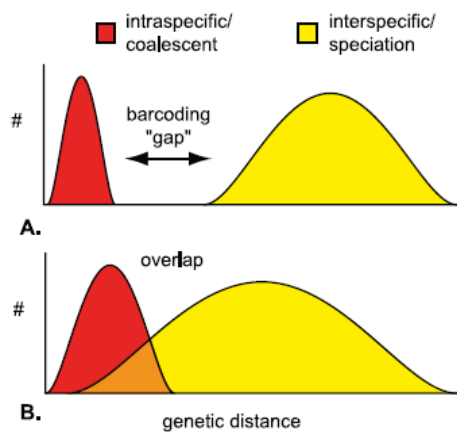 intraspecific/
coalescent
interspecific/
speciation
barcoding
"gap"
#
A.
overlap
#
B.
genetic distance